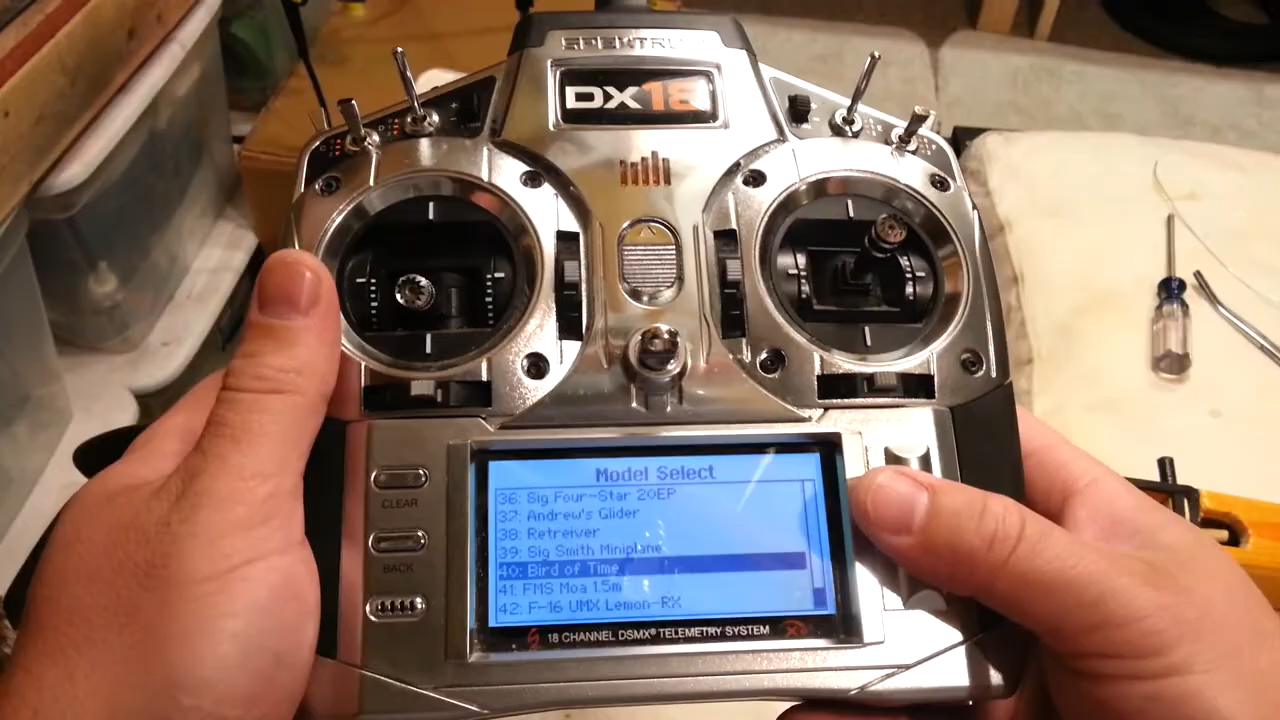 SPEKTRUM
DX18
Model Select
36: Sig Four-Star 20EP
37: Andrew's Glider
38: Retreiver
39: Sig Smith Miniplane
40: Bird of Time
41: FMS Moa 1.5m
42: F-16 UMX Lemon-RX
CLEAR
BACK
18 CHANNEL DSMX® TELEMETRY SYSTEM